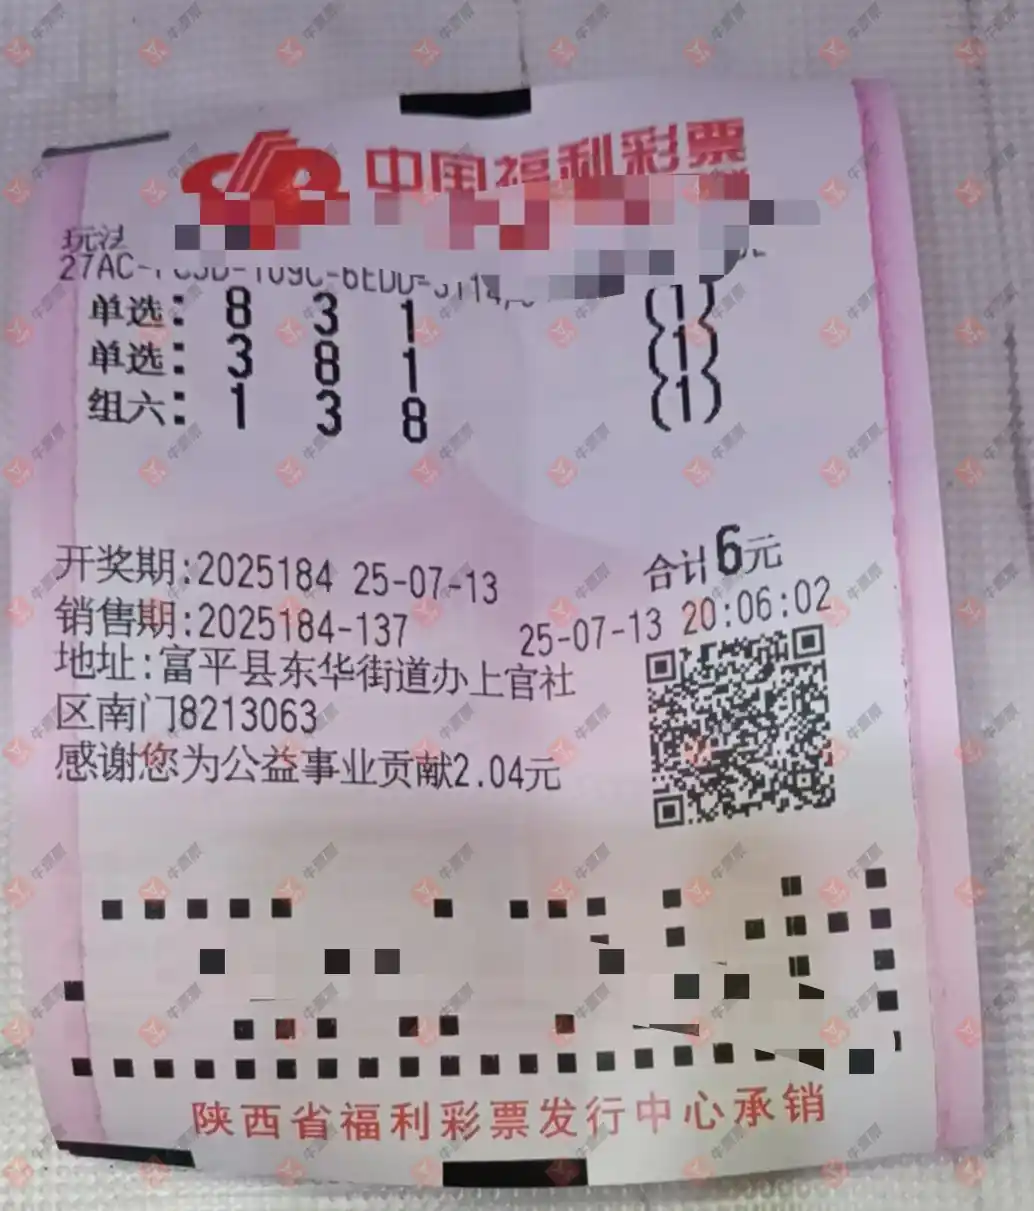 中国福利彩票
玩法
单选: 8 3 1 (1)
单选: 3 8 1 (1)
组六: 1 3 8 (1)
合计6元
开奖期:2025184 25-07-13
销售期:2025184-137 25-07-13 20:06:02
地址:富平县东华街道办上官社
区南门8213063
感谢您为公益事业贡献2.04元
陕西省福利彩票发行中心承销